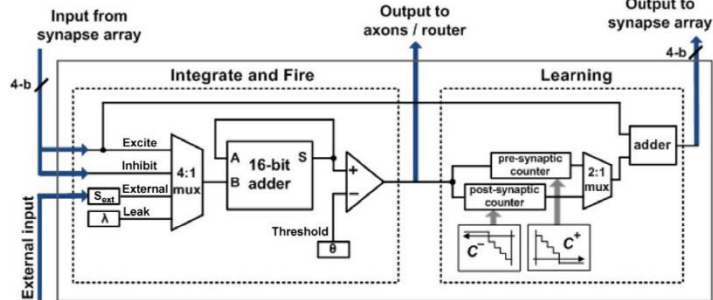 Input from
synapse array
Output to
axons / router
Output to
synapse array
4-b
4-b
Integrate and Fire
Learning
Excite
Inhibit
External
Leak
S_ext
λ
4:1
mux
A
B
S
16-bit
adder
+
−
Threshold
θ
pre-synaptic
counter
post-synaptic
counter
2:1
mux
adder
C⁻
C⁺
External input